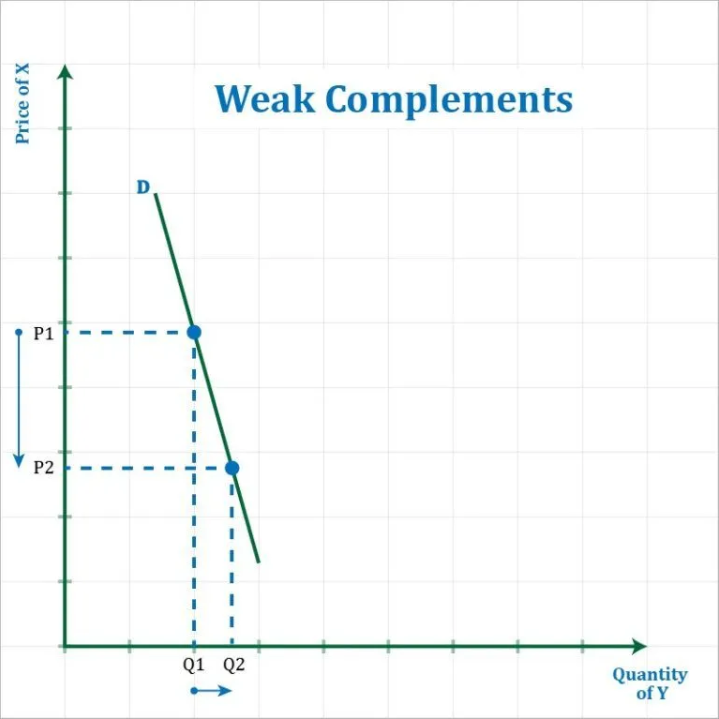 Weak Complements
Price of X
D
P1
P2
Q1 Q2
Quantity
of Y